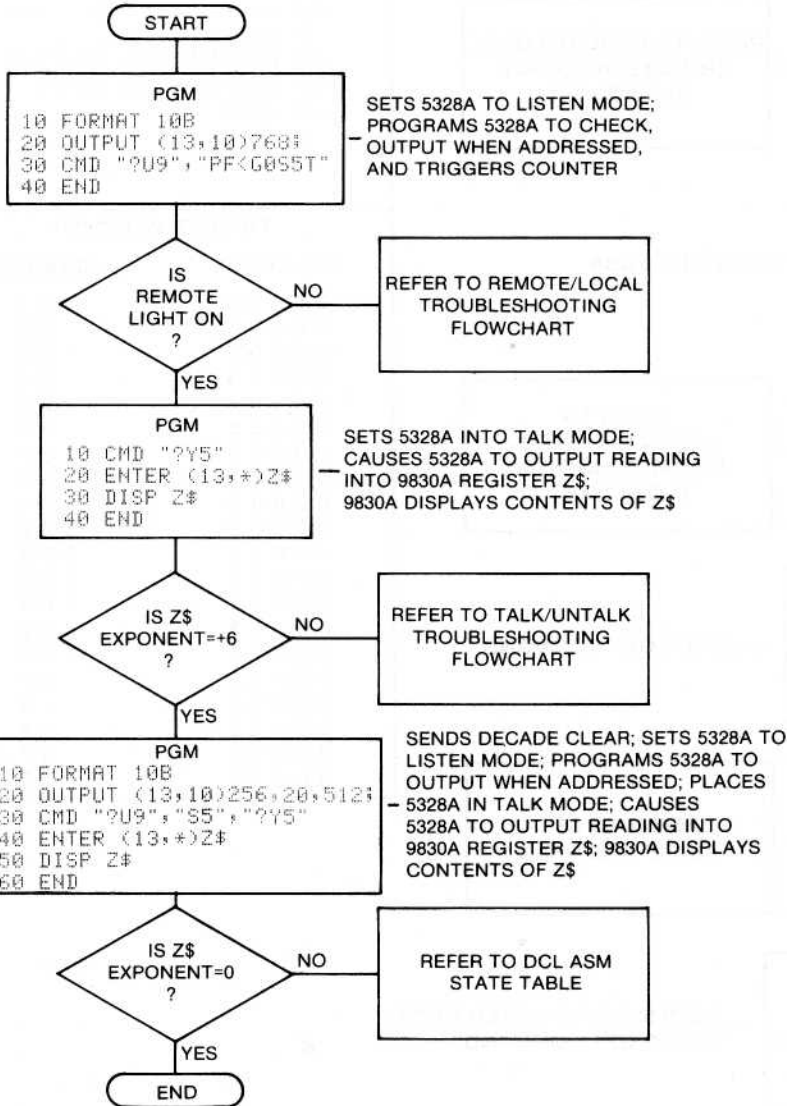 START
PGM
10 FORMAT 10B
20 OUTPUT (13,10)768;
30 CMD "?U9","PF<G0S5T"
40 END
SETS 5328A TO LISTEN MODE;
PROGRAMS 5328A TO CHECK,
OUTPUT WHEN ADDRESSED,
AND TRIGGERS COUNTER
IS
REMOTE
LIGHT ON
?
NO
REFER TO REMOTE/LOCAL
TROUBLESHOOTING
FLOWCHART
YES
PGM
10 CMD "?Y5"
20 ENTER (13,*)Z$
30 DISP Z$
40 END
SETS 5328A INTO TALK MODE;
CAUSES 5328A TO OUTPUT READING
INTO 9830A REGISTER Z$;
9830A DISPLAYS CONTENTS OF Z$
IS Z$
EXPONENT=+6
?
NO
REFER TO TALK/UNTALK
TROUBLESHOOTING
FLOWCHART
YES
PGM
10 FORMAT 10B
20 OUTPUT (13,10)256,20,512;
30 CMD "?U9","S5","?Y5"
40 ENTER (13,*)Z$
50 DISP Z$
60 END
SENDS DECADE CLEAR; SETS 5328A TO
LISTEN MODE; PROGRAMS 5328A TO
OUTPUT WHEN ADDRESSED; PLACES
5328A IN TALK MODE; CAUSES
5328A TO OUTPUT READING INTO
9830A REGISTER Z$; 9830A DISPLAYS
CONTENTS OF Z$
IS Z$
EXPONENT=0
?
NO
REFER TO DCL ASM
STATE TABLE
YES
END